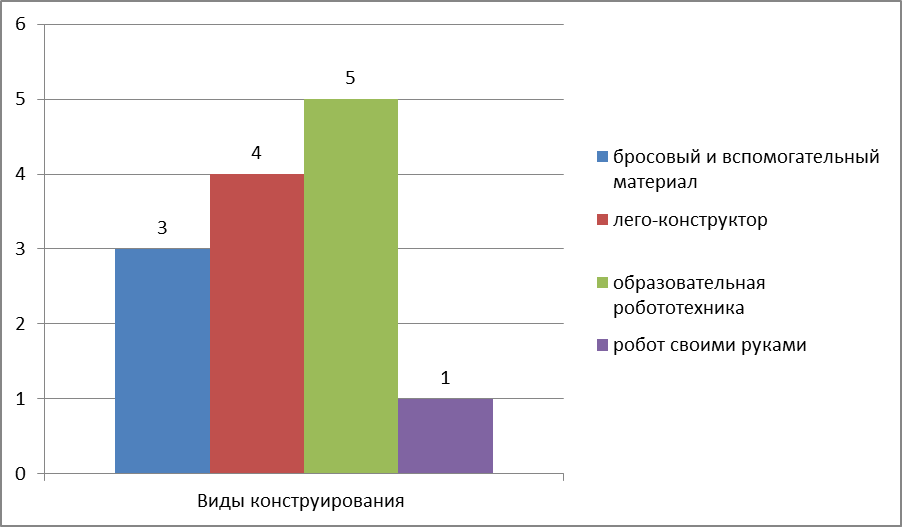 6
5
4
3
2
1
0
3
4
5
1
Виды конструирования
бросовый и вспомогательный
материал
лего-конструктор
образовательная
робототехника
робот своими руками